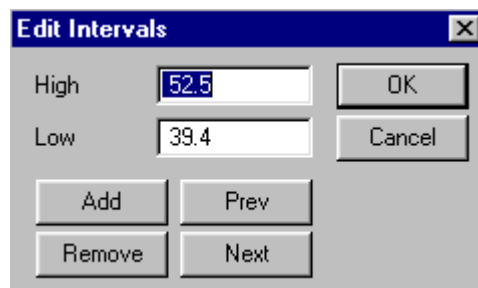 Edit Intervals
High 52.5 OK
Low 39.4 Cancel
Add Prev
Remove Next